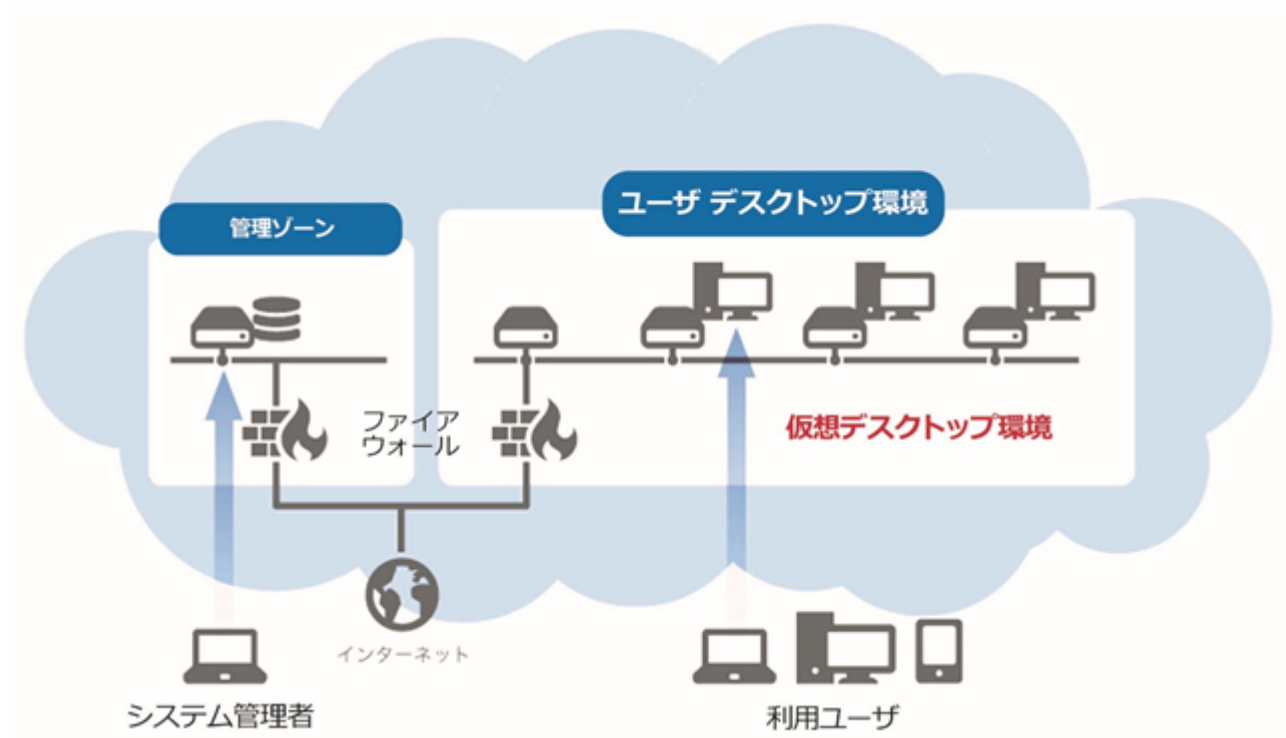 ユーザ デスクトップ環境
管理ゾーン
ファイア
ウォール
仮想デスクトップ環境
インターネット
システム管理者
利用ユーザ